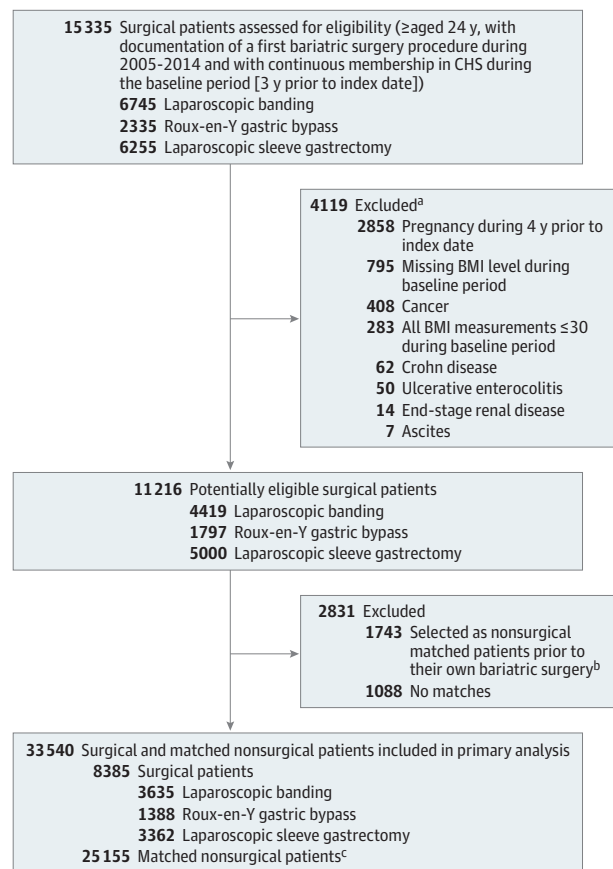 15 335 Surgical patients assessed for eligibility (≥aged 24 y, with
documentation of a first bariatric surgery procedure during
2005-2014 and with continuous membership in CHS during
the baseline period [3 y prior to index date])
6745 Laparoscopic banding
2335 Roux-en-Y gastric bypass
6255 Laparoscopic sleeve gastrectomy
4119 Excludedᵃ
2858 Pregnancy during 4 y prior to
index date
795 Missing BMI level during
baseline period
408 Cancer
283 All BMI measurements ≤30
during baseline period
62 Crohn disease
50 Ulcerative enterocolitis
14 End-stage renal disease
7 Ascites
11 216 Potentially eligible surgical patients
4419 Laparoscopic banding
1797 Roux-en-Y gastric bypass
5000 Laparoscopic sleeve gastrectomy
2831 Excluded
1743 Selected as nonsurgical
matched patients prior to
their own bariatric surgeryᵇ
1088 No matches
33 540 Surgical and matched nonsurgical patients included in primary analysis
8385 Surgical patients
3635 Laparoscopic banding
1388 Roux-en-Y gastric bypass
3362 Laparoscopic sleeve gastrectomy
25 155 Matched nonsurgical patientsᶜ